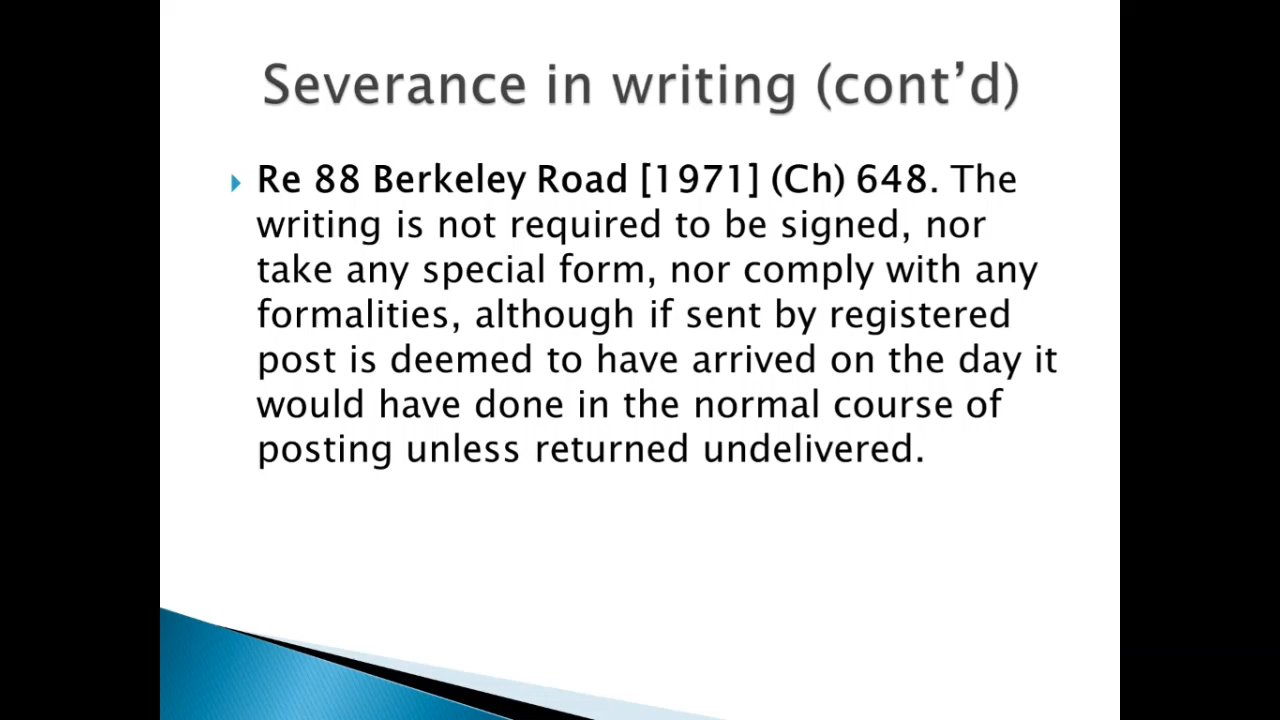 Severance in writing (cont’d)
Re 88 Berkeley Road [1971] (Ch) 648. The
writing is not required to be signed, nor
take any special form, nor comply with any
formalities, although if sent by registered
post is deemed to have arrived on the day it
would have done in the normal course of
posting unless returned undelivered.